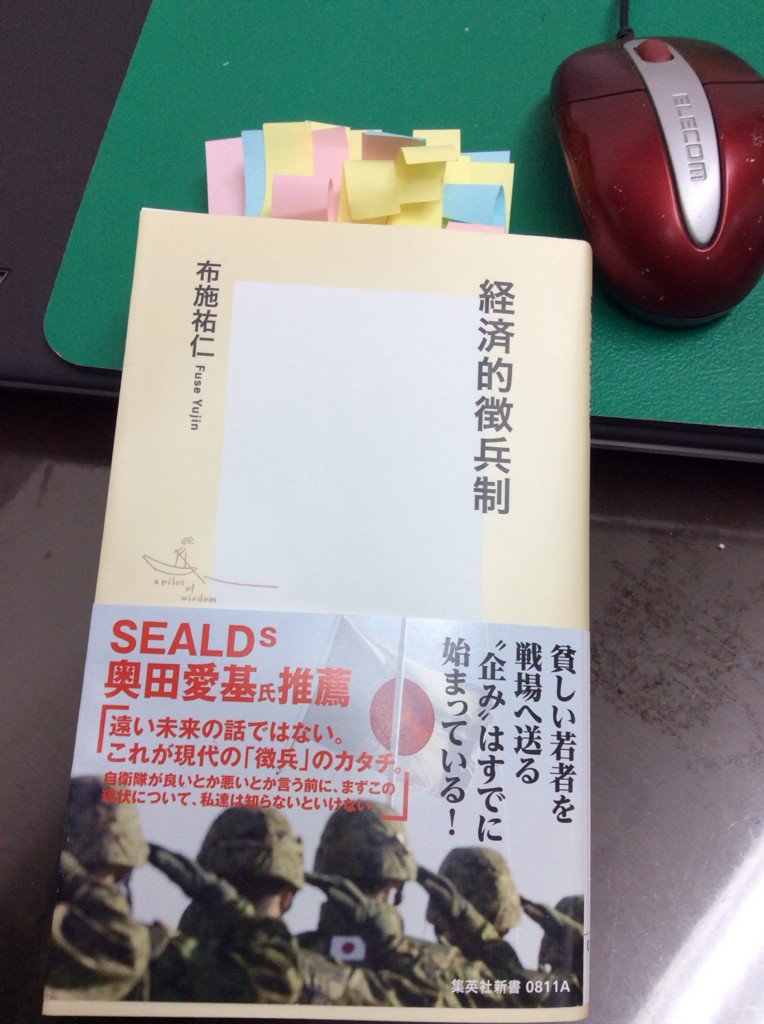 ELECOM
経済的徴兵制
布施祐仁 Fuse Yujin
a pilot
of
wisdom
貧しい若者を
戦場へ送る
〝企み〟はすでに
始まっている！
SEALDs
奥田愛基氏推薦
「遠い未来の話ではない。
これが現代の「徴兵」のカタチ。
自衛隊が良いとか悪いとか言う前に、まずこの
現状について、私達は知らないといけない。」
集英社新書 0811A